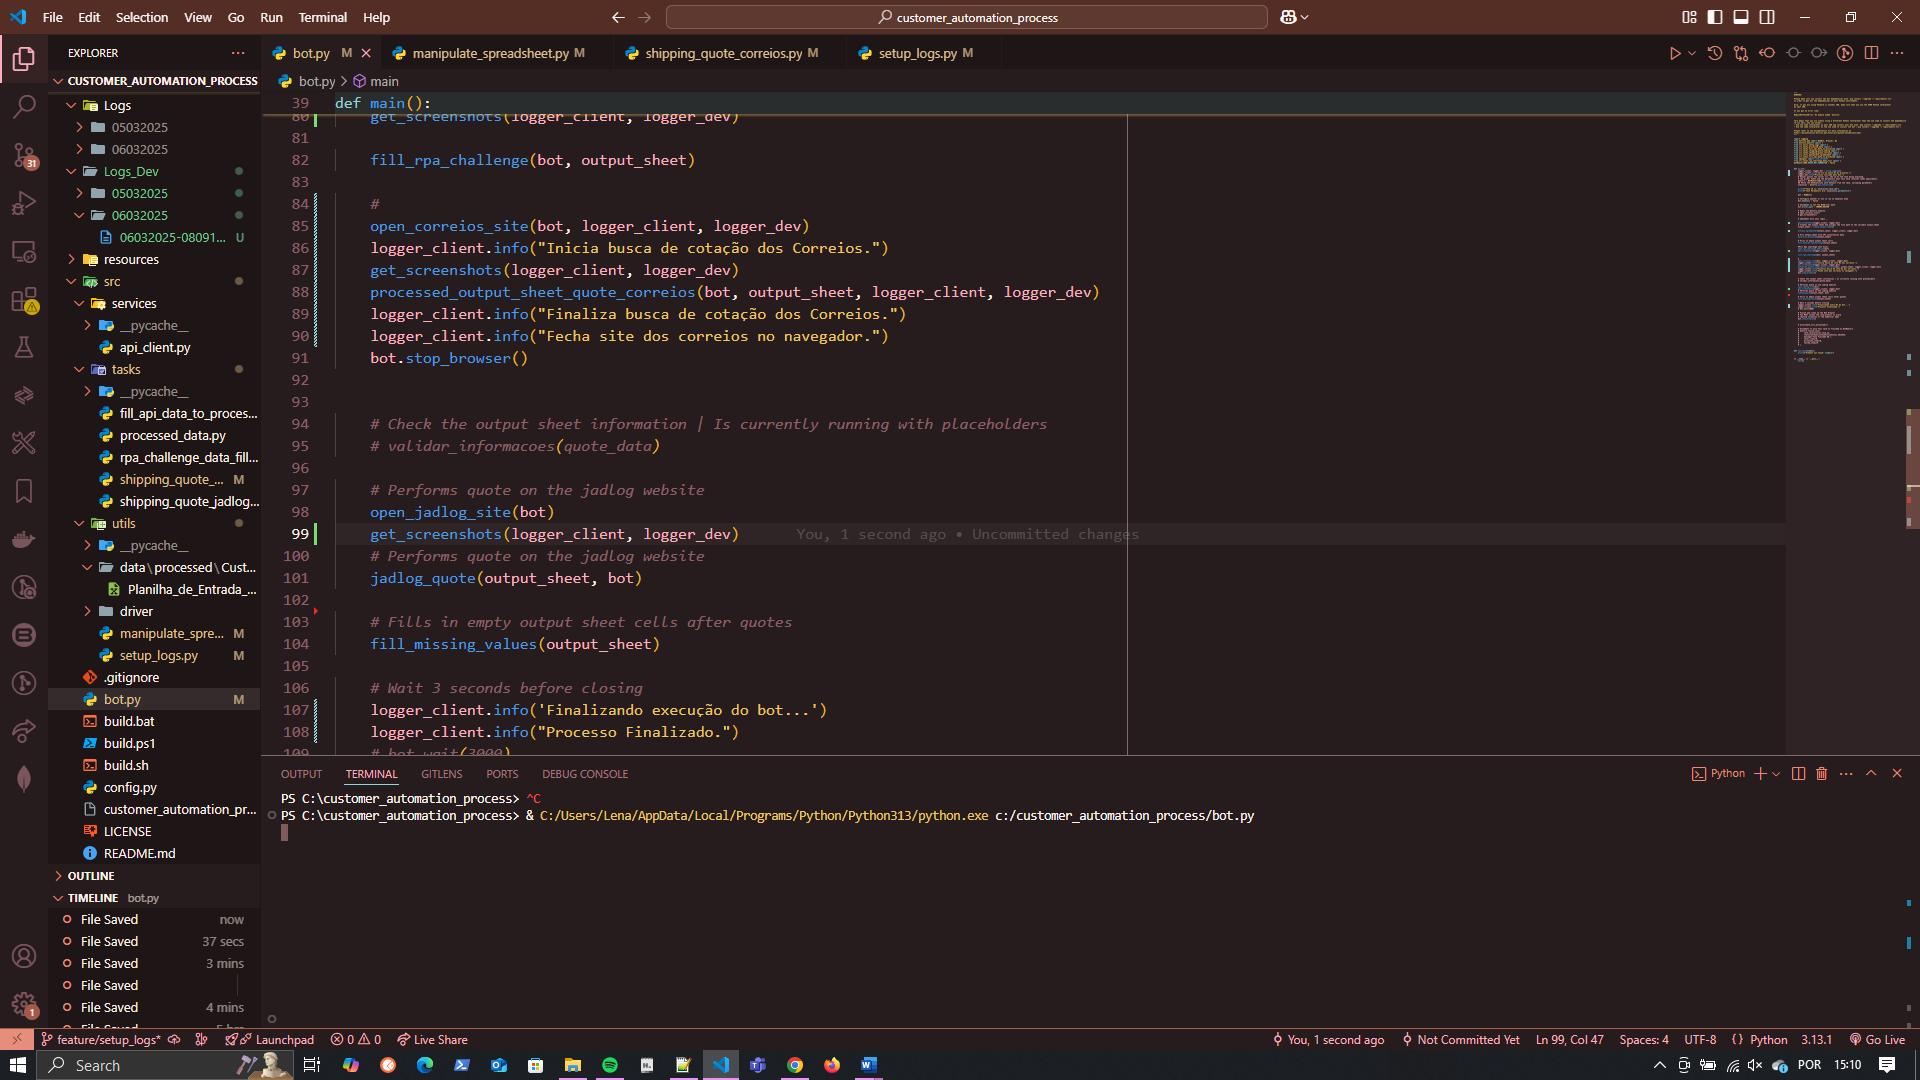 File Edit Selection View Go Run Terminal Help
customer_automation_process
EXPLORER
bot.py M
manipulate_spreadsheet.py M
shipping_quote_correios.py M
setup_logs.py M
CUSTOMER_AUTOMATION_PROCESS
bot.py > main
Logs
05032025
06032025
Logs_Dev
05032025
06032025
06032025-08091... U
resources
src
services
__pycache__
api_client.py
tasks
__pycache__
fill_api_data_to_proces...
processed_data.py
rpa_challenge_data_fill...
shipping_quote_... M
shipping_quote_jadlog...
utils
__pycache__
data\processed\Cust...
Planilha_de_Entrada_...
driver
manipulate_spre... M
setup_logs.py M
.gitignore
bot.py M
build.bat
build.ps1
build.sh
config.py
customer_automation_pr...
LICENSE
README.md
OUTLINE
TIMELINE bot.py
File Saved now
File Saved 37 secs
File Saved 3 mins
File Saved
File Saved 4 mins
31
1
39 def main():
80 get_screenshots(logger_client, logger_dev)
81
82 fill_rpa_challenge(bot, output_sheet)
83
84 #
85 open_correios_site(bot, logger_client, logger_dev)
86 logger_client.info("Inicia busca de cotação dos Correios.")
87 get_screenshots(logger_client, logger_dev)
88 processed_output_sheet_quote_correios(bot, output_sheet, logger_client, logger_dev)
89 logger_client.info("Finaliza busca de cotação dos Correios.")
90 logger_client.info("Fecha site dos correios no navegador.")
91 bot.stop_browser()
92
93
94 # Check the output sheet information | Is currently running with placeholders
95 # validar_informacoes(quote_data)
96
97 # Performs quote on the jadlog website
98 open_jadlog_site(bot)
99 get_screenshots(logger_client, logger_dev) You, 1 second ago • Uncommitted changes
100 # Performs quote on the jadlog website
101 jadlog_quote(output_sheet, bot)
102
103 # Fills in empty output sheet cells after quotes
104 fill_missing_values(output_sheet)
105
106 # Wait 3 seconds before closing
107 logger_client.info('Finalizando execução do bot...')
108 logger_client.info("Processo Finalizado.")
109 # bot.wait(3000)
OUTPUT TERMINAL GITLENS PORTS DEBUG CONSOLE
Python
PS C:\customer_automation_process> ^C
PS C:\customer_automation_process> & C:/Users/Lena/AppData/Local/Programs/Python/Python313/python.exe c:/customer_automation_process/bot.py
feature/setup_logs* Launchpad 0 0 Live Share
You, 1 second ago Not Committed Yet Ln 99, Col 47 Spaces: 4 UTF-8 {} Python 3.13.1 Go Live
Search
POR 15:10